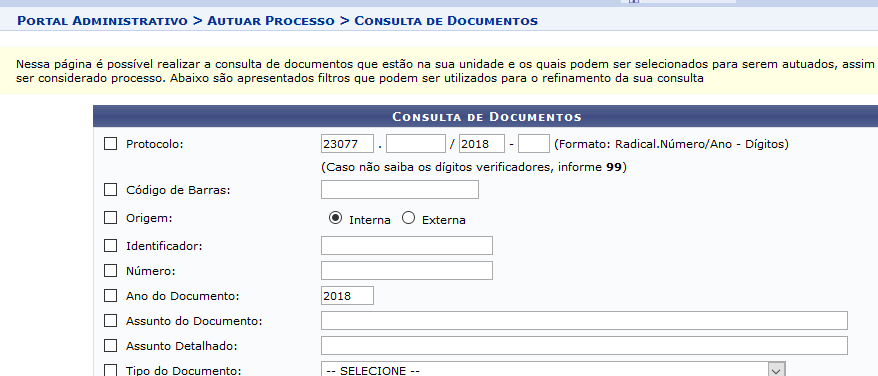 Portal Administrativo > Autuar Processo > Consulta de Documentos
Nessa página é possível realizar a consulta de documentos que estão na sua unidade e os quais podem ser selecionados para serem autuados, assim
ser considerado processo. Abaixo são apresentados filtros que podem ser utilizados para o refinamento da sua consulta
Consulta de Documentos
Protocolo: 23077 . / 2018 - (Formato: Radical.Número/Ano - Dígitos)
(Caso não saiba os dígitos verificadores, informe 99)
Código de Barras:
Origem: Interna Externa
Identificador:
Número:
Ano do Documento: 2018
Assunto do Documento:
Assunto Detalhado:
Tipo do Documento: -- SELECIONE --